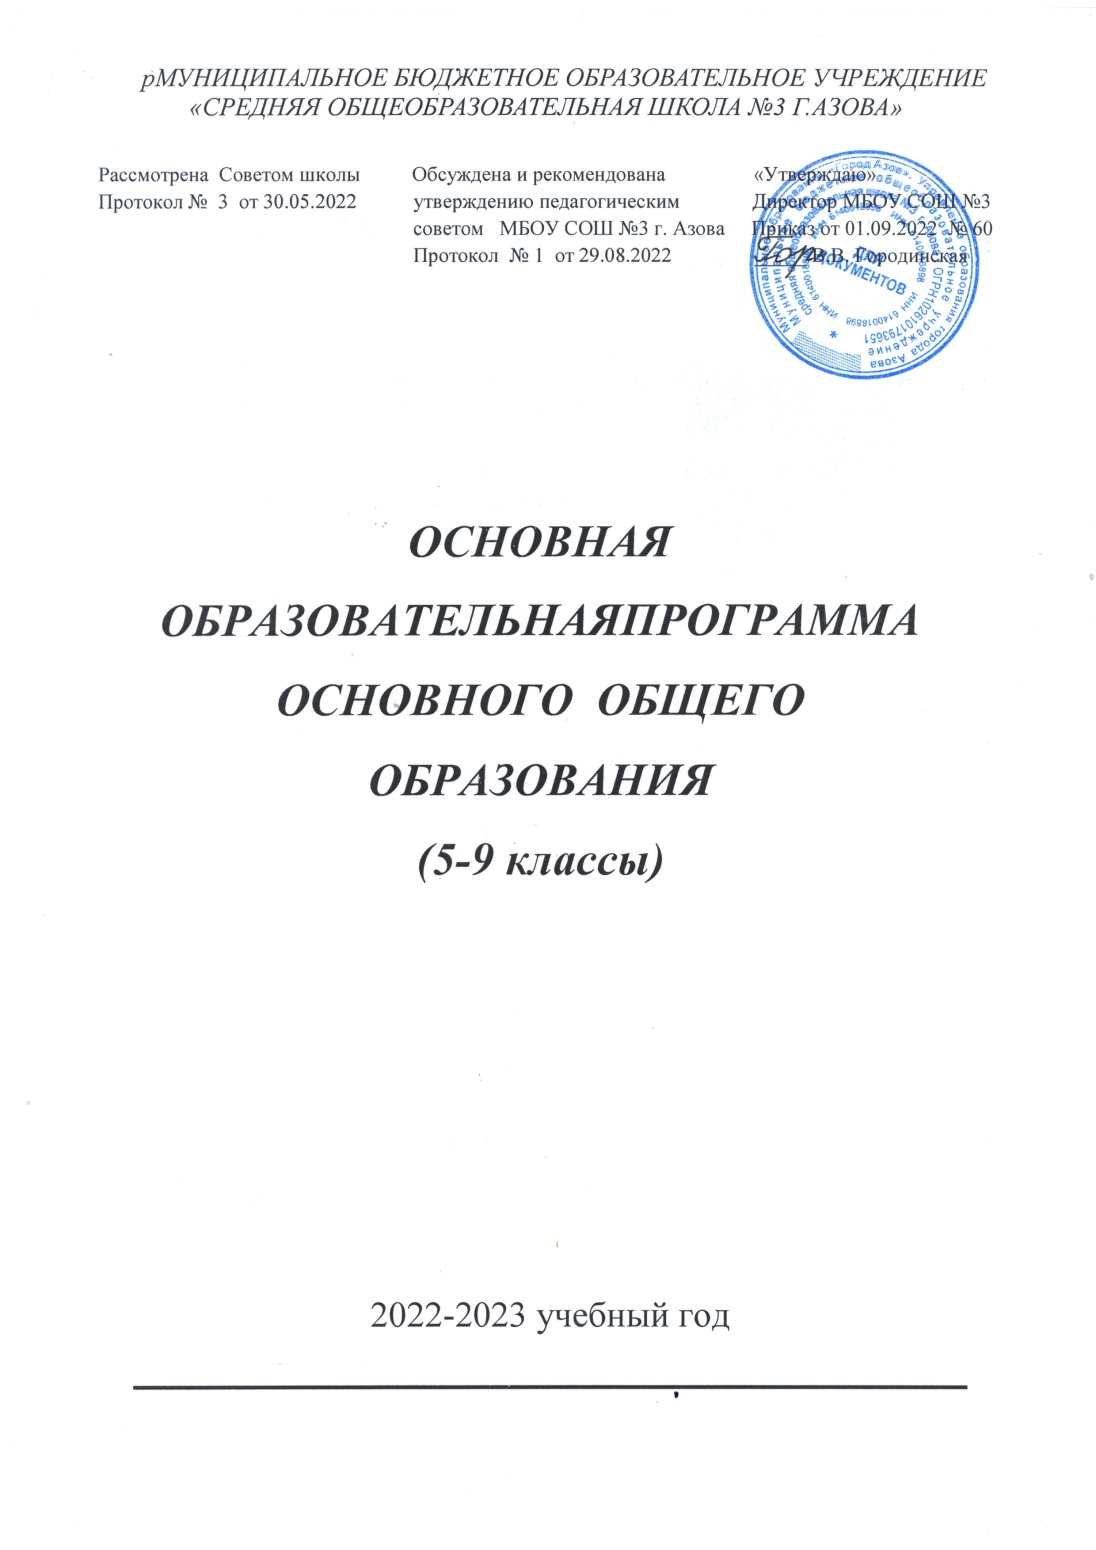 рМУНИЦИПАЛЬНОЕ БЮДЖЕТНОЕ ОБРАЗОВАТЕЛЬНОЕ УЧРЕЖДЕНИЕ
«СРЕДНЯЯ ОБЩЕОБРАЗОВАТЕЛЬНАЯ ШКОЛА №3 Г.АЗОВА»
Рассмотрена Советом школы
Протокол № 3 от 30.05.2022
Обсуждена и рекомендована
утверждению педагогическим
советом МБОУ СОШ №3 г. Азова
Протокол № 1 от 29.08.2022
«Утверждаю»
Директор МБОУ СОШ №3
Приказ от 01.09.2022 № 60
В.В. Городинская
ДЛЯ
ДОКУМЕНТОВ
ОСНОВНАЯ
ОБРАЗОВАТЕЛЬНАЯПРОГРАММА
ОСНОВНОГО ОБЩЕГО
ОБРАЗОВАНИЯ
(5-9 классы)
2022-2023 учебный год